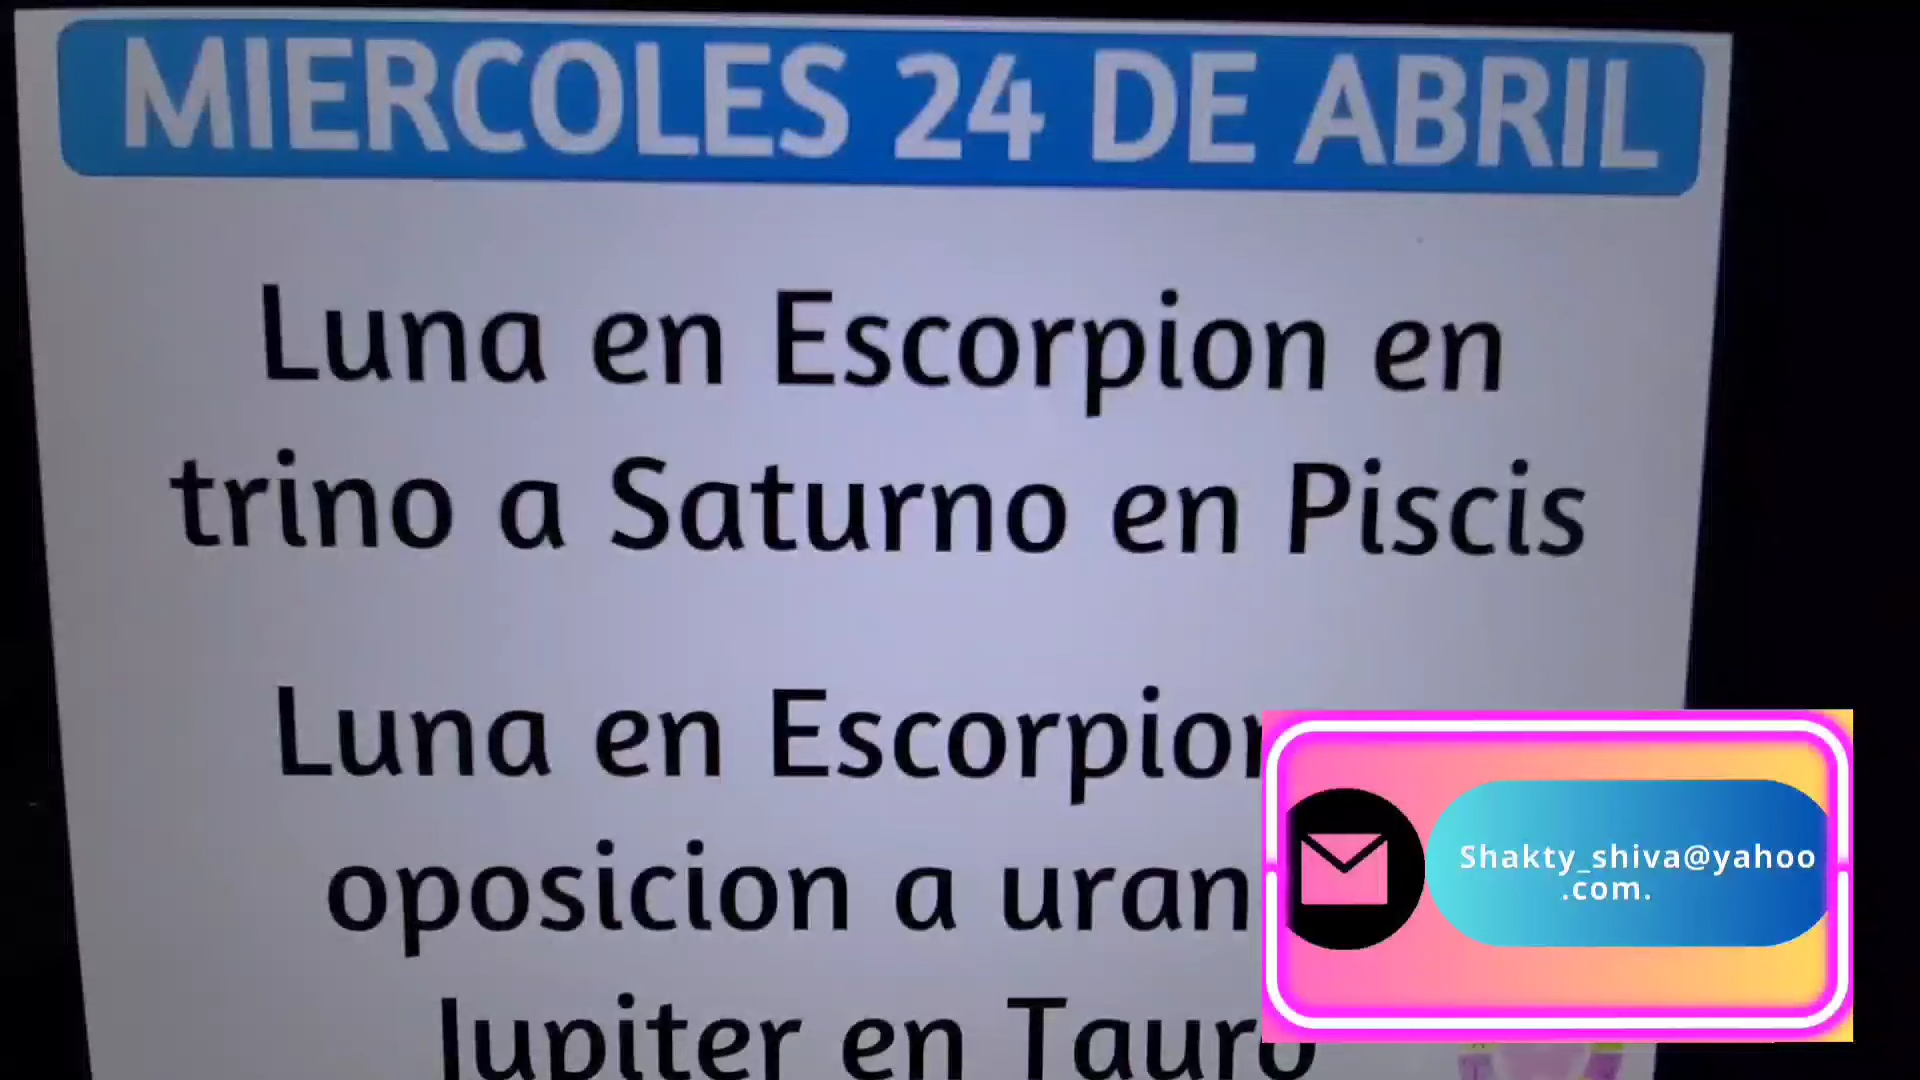 MIERCOLES 24 DE ABRIL
Luna en Escorpion en
trino a Saturno en Piscis
Luna en Escorpion
oposicion a uran
Jupiter en Tauro
Shakty_shiva@yahoo
.com.